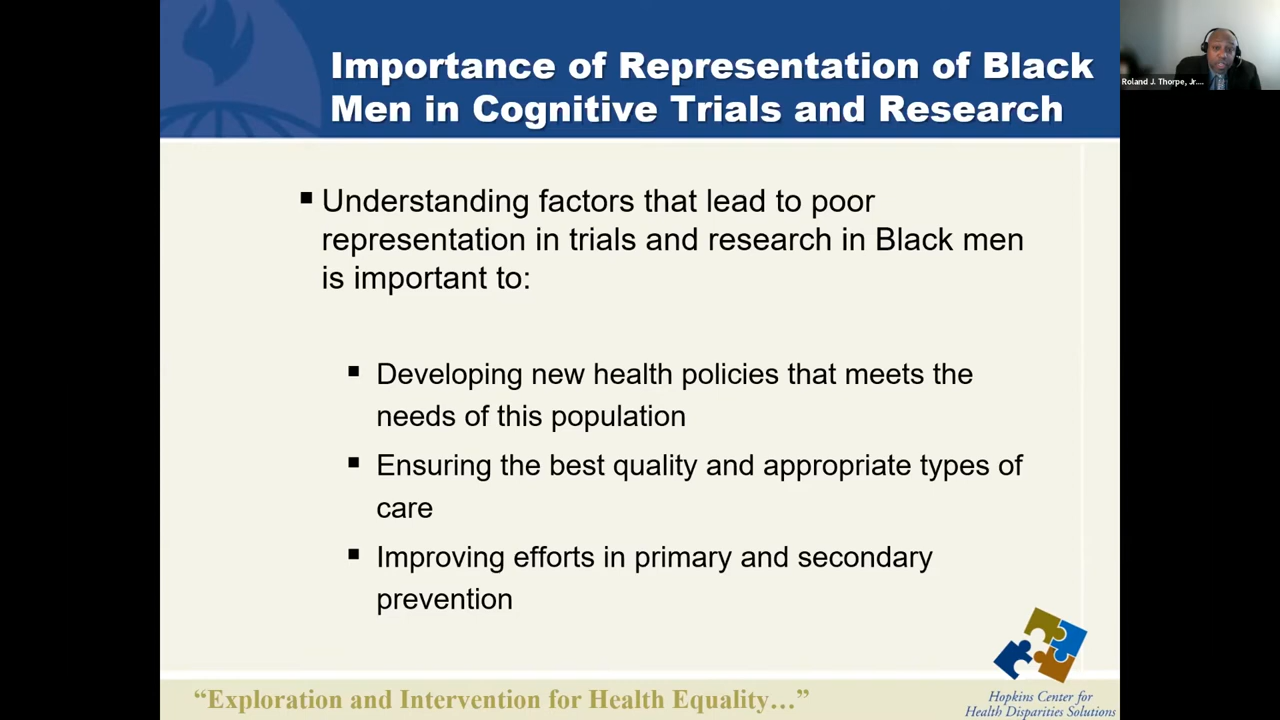 Importance of Representation of Black
Men in Cognitive Trials and Research
Roland J. Thorpe, Jr....
▪ Understanding factors that lead to poor
representation in trials and research in Black men
is important to:
▪ Developing new health policies that meets the
needs of this population
▪ Ensuring the best quality and appropriate types of
care
▪ Improving efforts in primary and secondary
prevention
“Exploration and Intervention for Health Equality…”
Hopkins Center for
Health Disparities Solutions